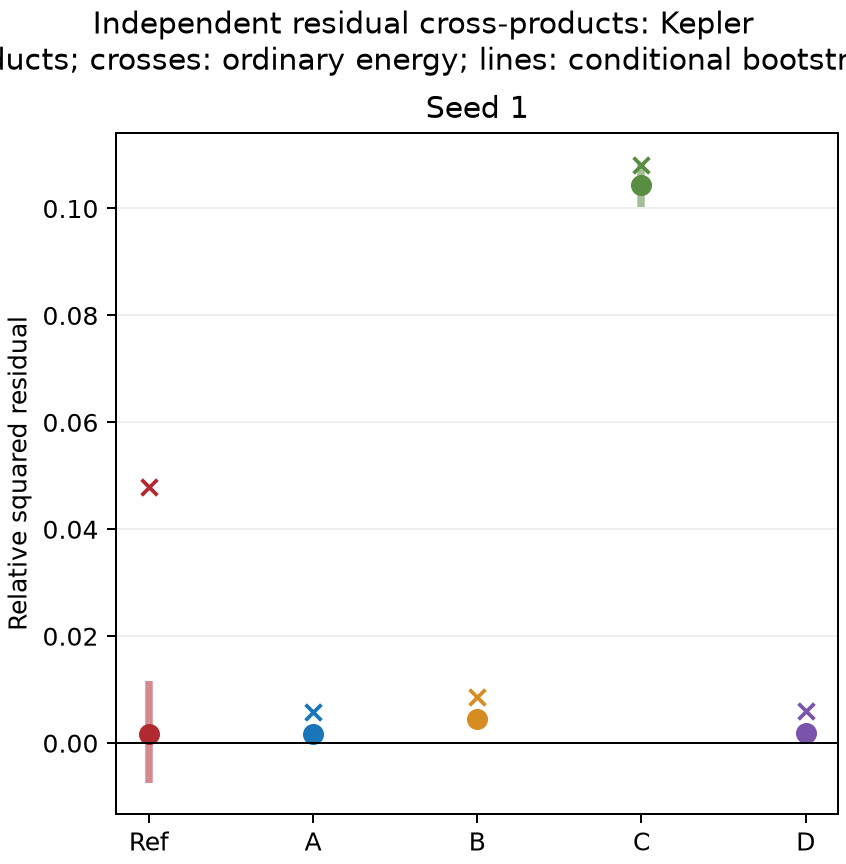 Independent residual cross-products: Kepler
ducts; crosses: ordinary energy; lines: conditional bootstr
Seed 1
Relative squared residual
0.10
0.08
0.06
0.04
0.02
0.00
Ref A B C D